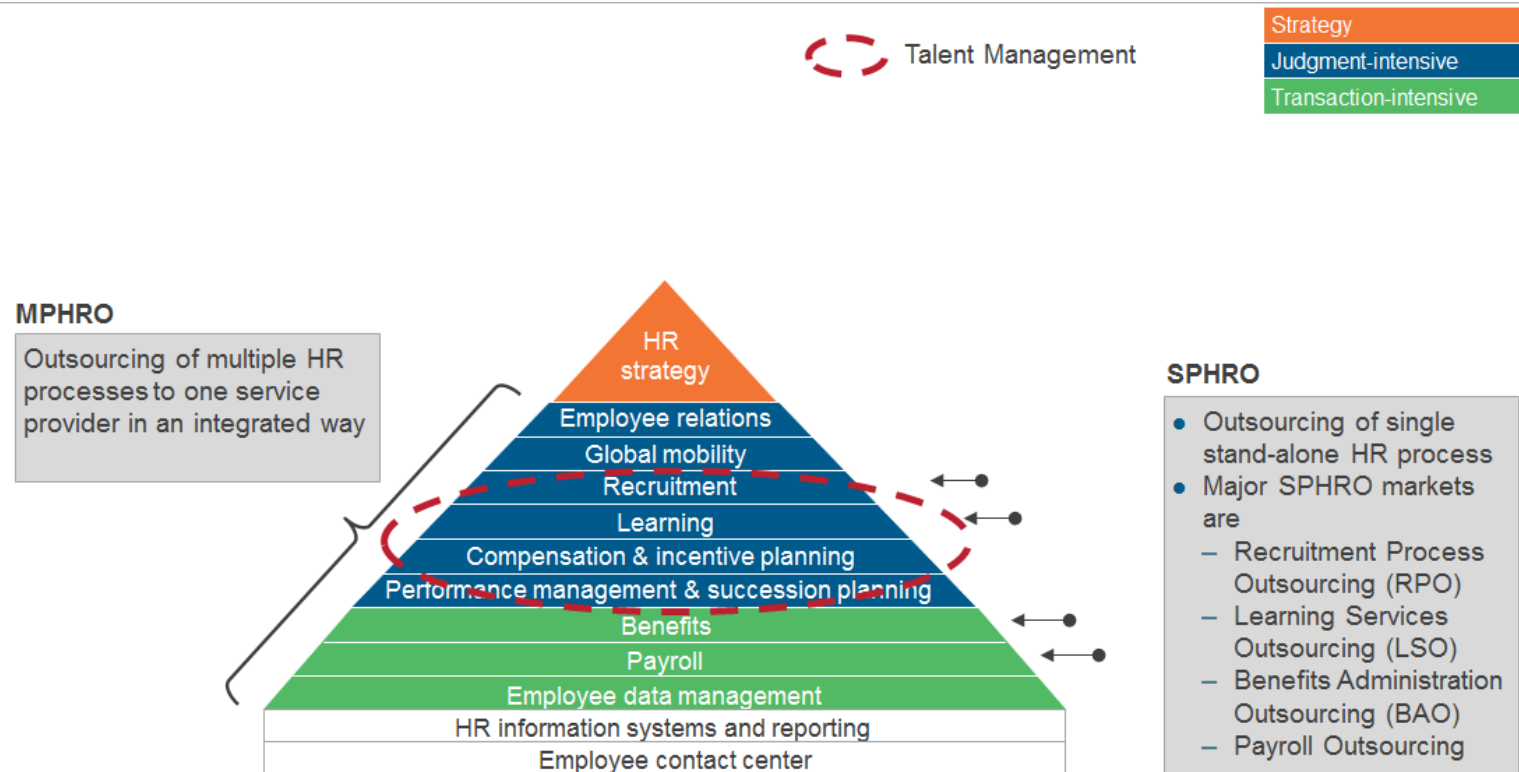 Talent Management
Strategy
Judgment-intensive
Transaction-intensive
MPHRO
Outsourcing of multiple HR
processes to one service
provider in an integrated way
HR
strategy
Employee relations
Global mobility
Recruitment
Learning
Compensation & incentive planning
Performance management & succession planning
Benefits
Payroll
Employee data management
HR information systems and reporting
Employee contact center
SPHRO
● Outsourcing of single
stand-alone HR process
● Major SPHRO markets
are
– Recruitment Process
Outsourcing (RPO)
– Learning Services
Outsourcing (LSO)
– Benefits Administration
Outsourcing (BAO)
– Payroll Outsourcing